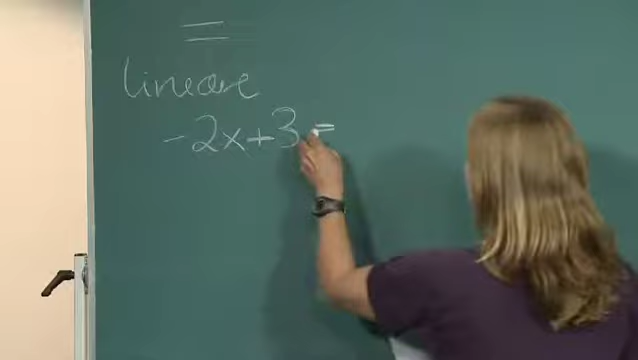 =
lineare
-2x+3=